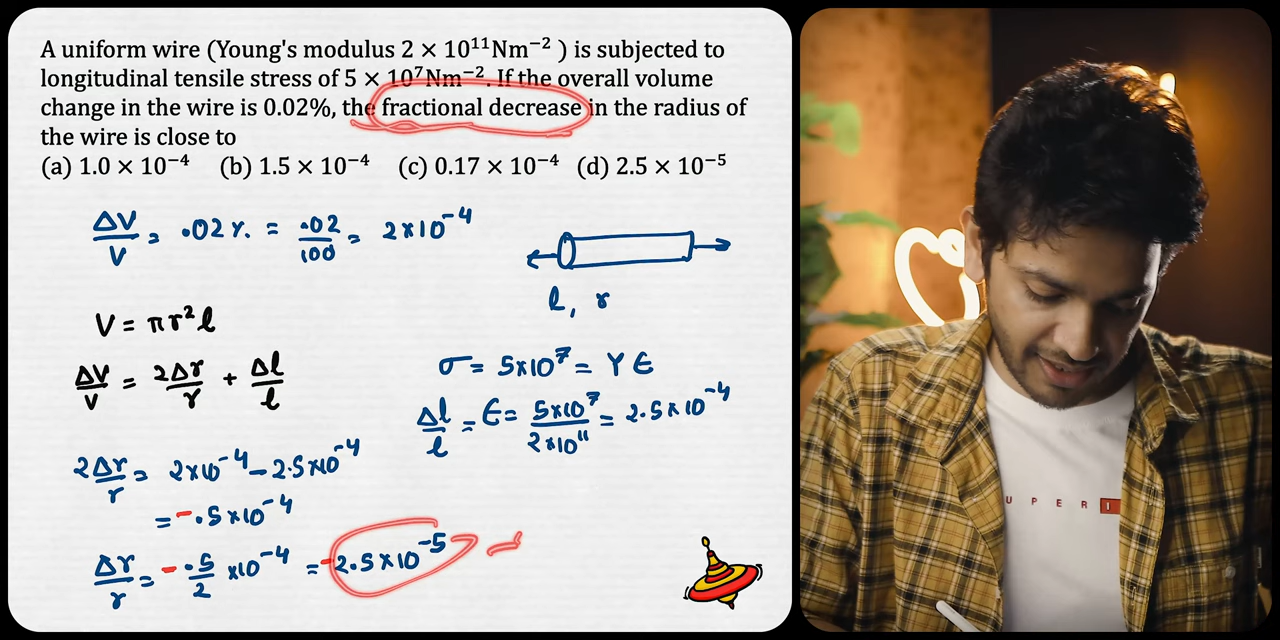 A uniform wire (Young's modulus 2 × 10¹¹Nm⁻² ) is subjected to
longitudinal tensile stress of 5 × 10⁷Nm⁻². If the overall volume
change in the wire is 0.02%, the fractional decrease in the radius of
the wire is close to
(a) 1.0 × 10⁻⁴ (b) 1.5 × 10⁻⁴ (c) 0.17 × 10⁻⁴ (d) 2.5 × 10⁻⁵
ΔV/V = .02%. = .02/100 = 2×10⁻⁴
l, r
V = πr²l
ΔV/V = 2Δr/r + Δl/l
σ = 5×10⁷ = Y ϵ
Δl/l = ϵ = 5×10⁷/2×10¹¹ = 2.5×10⁻⁴
2Δr/r = 2×10⁻⁴ – 2.5×10⁻⁴
= -.5×10⁻⁴
Δr/r = -.5/2 ×10⁻⁴ = -2.5×10⁻⁵
UPERI